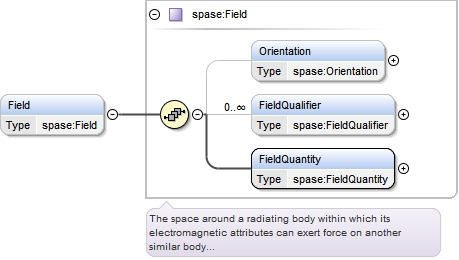 spase:Field
Orientation
Type spase:Orientation
Field
Type spase:Field
0..∞
FieldQualifier
Type spase:FieldQualifier
FieldQuantity
Type spase:FieldQuantity
The space around a radiating body within which its
electromagnetic attributes can exert force on another
similar body...